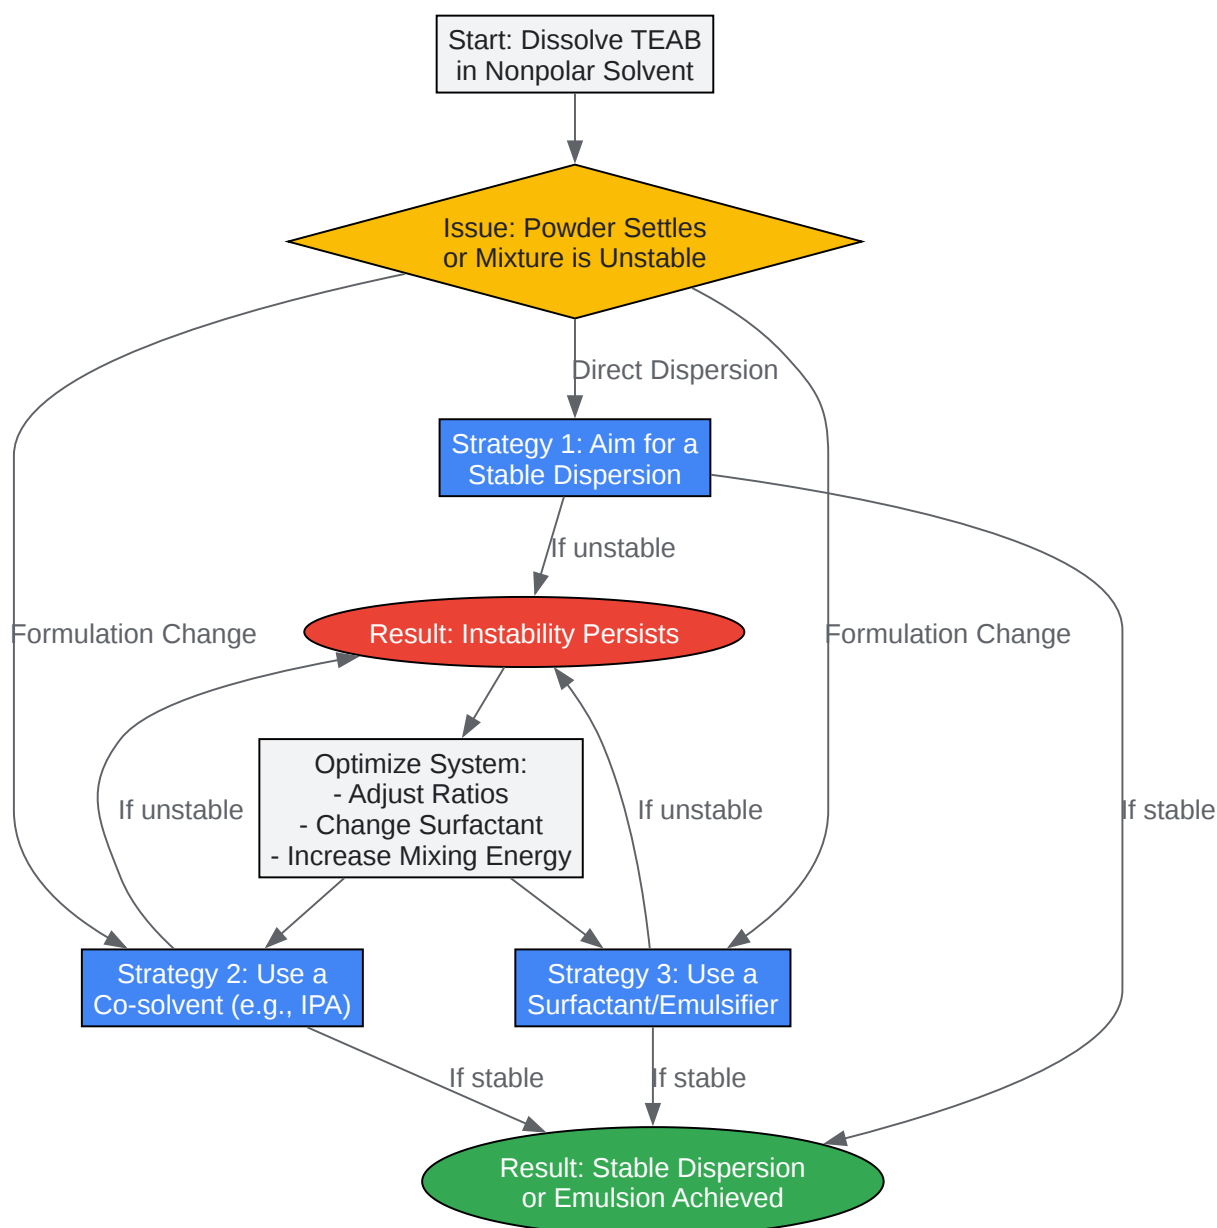 Start: Dissolve TEAB
in Nonpolar Solvent
Issue: Powder Settles
or Mixture is Unstable
Direct Dispersion
Strategy 1: Aim for a
Stable Dispersion
If unstable
Formulation Change
Result: Instability Persists
Formulation Change
Optimize System:
- Adjust Ratios
- Change Surfactant
- Increase Mixing Energy
If unstable
If unstable
If stable
Strategy 2: Use a
Co-solvent (e.g., IPA)
Strategy 3: Use a
Surfactant/Emulsifier
If stable
If stable
Result: Stable Dispersion
or Emulsion Achieved